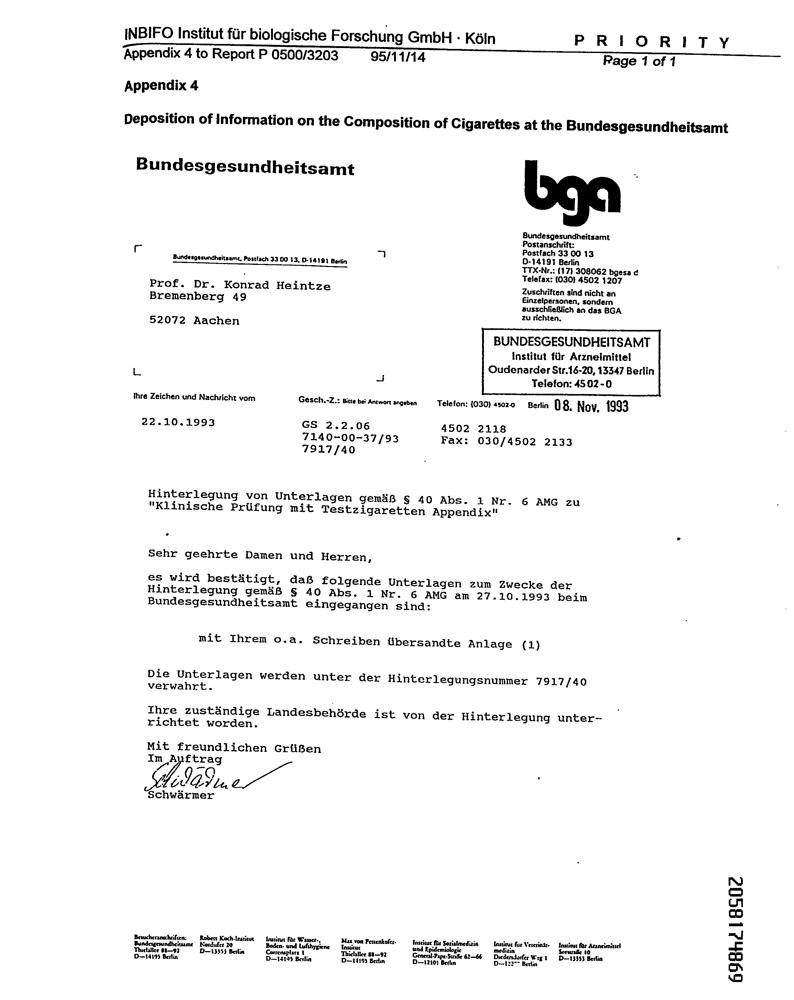 INBIFO Institut für biologische Forschung GmbH · Köln
PRIORITY
Appendix 4 to Report P 0500/3203 95/11/14
Page 1 of 1
Appendix 4
Deposition of Information on the Composition of Cigarettes at the Bundesgesundheitsamt
Bundesgesundheitsamt
bga
Bundesgesundheitsamt
Postanschrift:
Postfach 33 00 13
D-14191 Berlin
TTX-Nr.: (17) 308062 bgesa d
Telefax: (030) 4502 1207
Zuschriften sind nicht an
Einzelpersonen, sondern
ausschließlich an das BGA
zu richten.
Bundesgesundheitsamt, Postfach 33 00 13, D-14191 Berlin
Prof. Dr. Konrad Heintze
Bremenberg 49
52072 Aachen
BUNDESGESUNDHEITSAMT
Institut für Arzneimittel
Oudenarder Str.16-20, 13347 Berlin
Telefon: 4502-0
Ihre Zeichen und Nachricht vom
Gesch.-Z.: Bitte bei Antwort angeben
Telefon: (030) 4502-0
Berlin 08. Nov. 1993
22.10.1993
GS 2.2.06
7140-00-37/93
7917/40
4502 2118
Fax: 030/4502 2133
Hinterlegung von Unterlagen gemäß § 40 Abs. 1 Nr. 6 AMG zu
"Klinische Prüfung mit Testzigaretten Appendix"
Sehr geehrte Damen und Herren,
es wird bestätigt, daß folgende Unterlagen zum Zwecke der
Hinterlegung gemäß § 40 Abs. 1 Nr. 6 AMG am 27.10.1993 beim
Bundesgesundheitsamt eingegangen sind:
mit Ihrem o.a. Schreiben übersandte Anlage (1)
Die Unterlagen werden unter der Hinterlegungsnummer 7917/40
verwahrt.
Ihre zuständige Landesbehörde ist von der Hinterlegung unter-
richtet worden.
Mit freundlichen Grüßen
Im Auftrag
Schwärmer
Schwärmer
Besucheranschriften:
Bundesgesundheitsamt
Thielallee 88—92
D—14195 Berlin
Robert Koch-Institut
Nordufer 20
D—13353 Berlin
Institut für Wasser-,
Boden- und Lufthygiene
Corrensplatz 1
D—14195 Berlin
Max von Pettenkofer-
Institut
Thielallee 88—92
D—14195 Berlin
Institut für Sozialmedizin
und Epidemiologie
General-Pape-Straße 62—66
D—12101 Berlin
Institut für Veterinär-
medizin
Diedersdorfer Weg 1
Berlin
Institut für Arzneimittel
Seestraße 10
D—13353 Berlin
2058174869